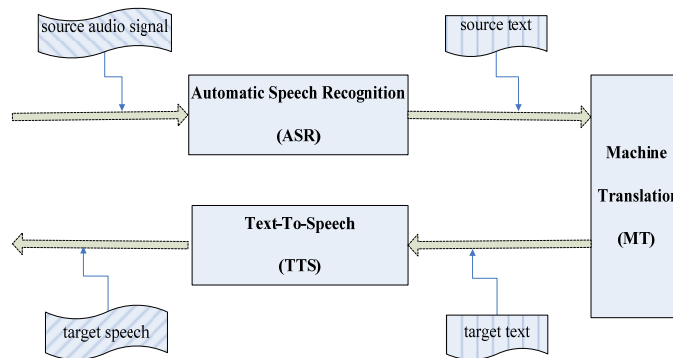 source audio signal
source text
Automatic Speech Recognition
(ASR)
Machine
Translation
(MT)
Text-To-Speech
(TTS)
target speech
target text